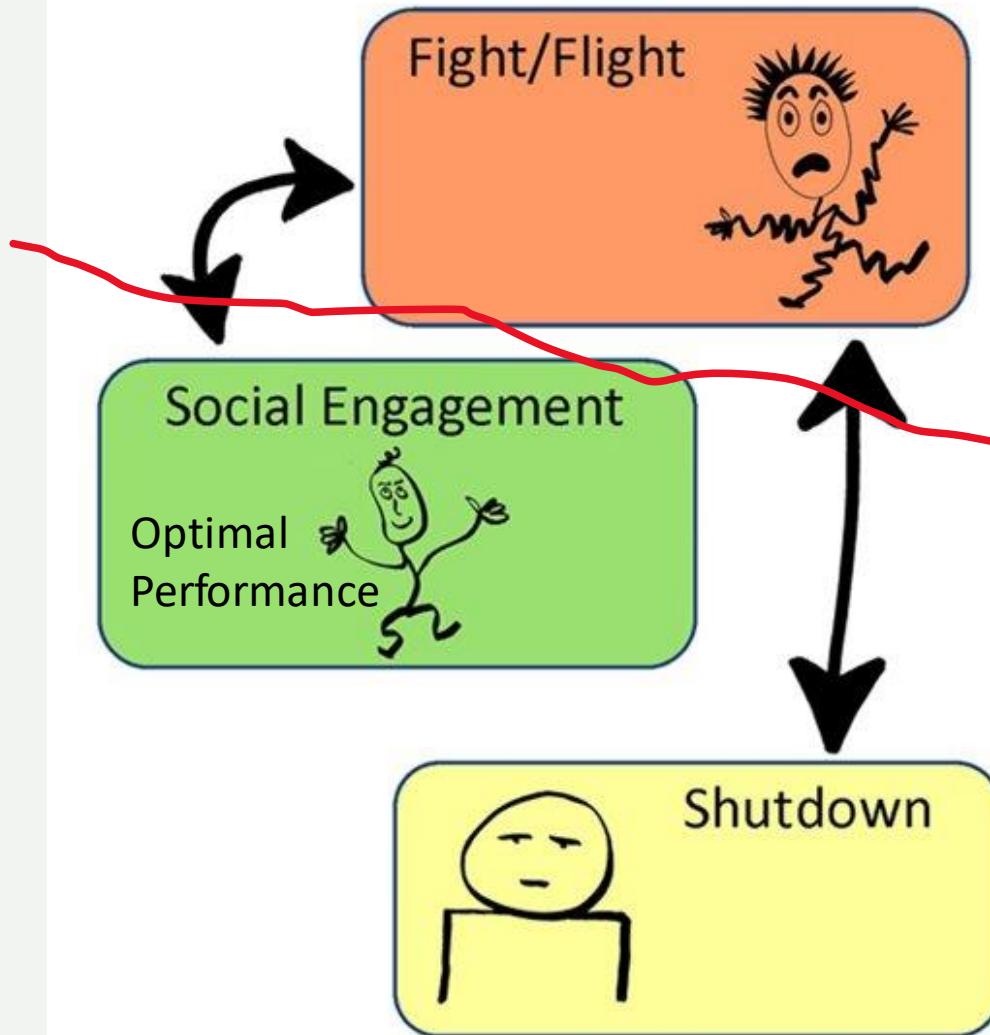 Fight/Flight
Social Engagement
Optimal
Performance
Shutdown